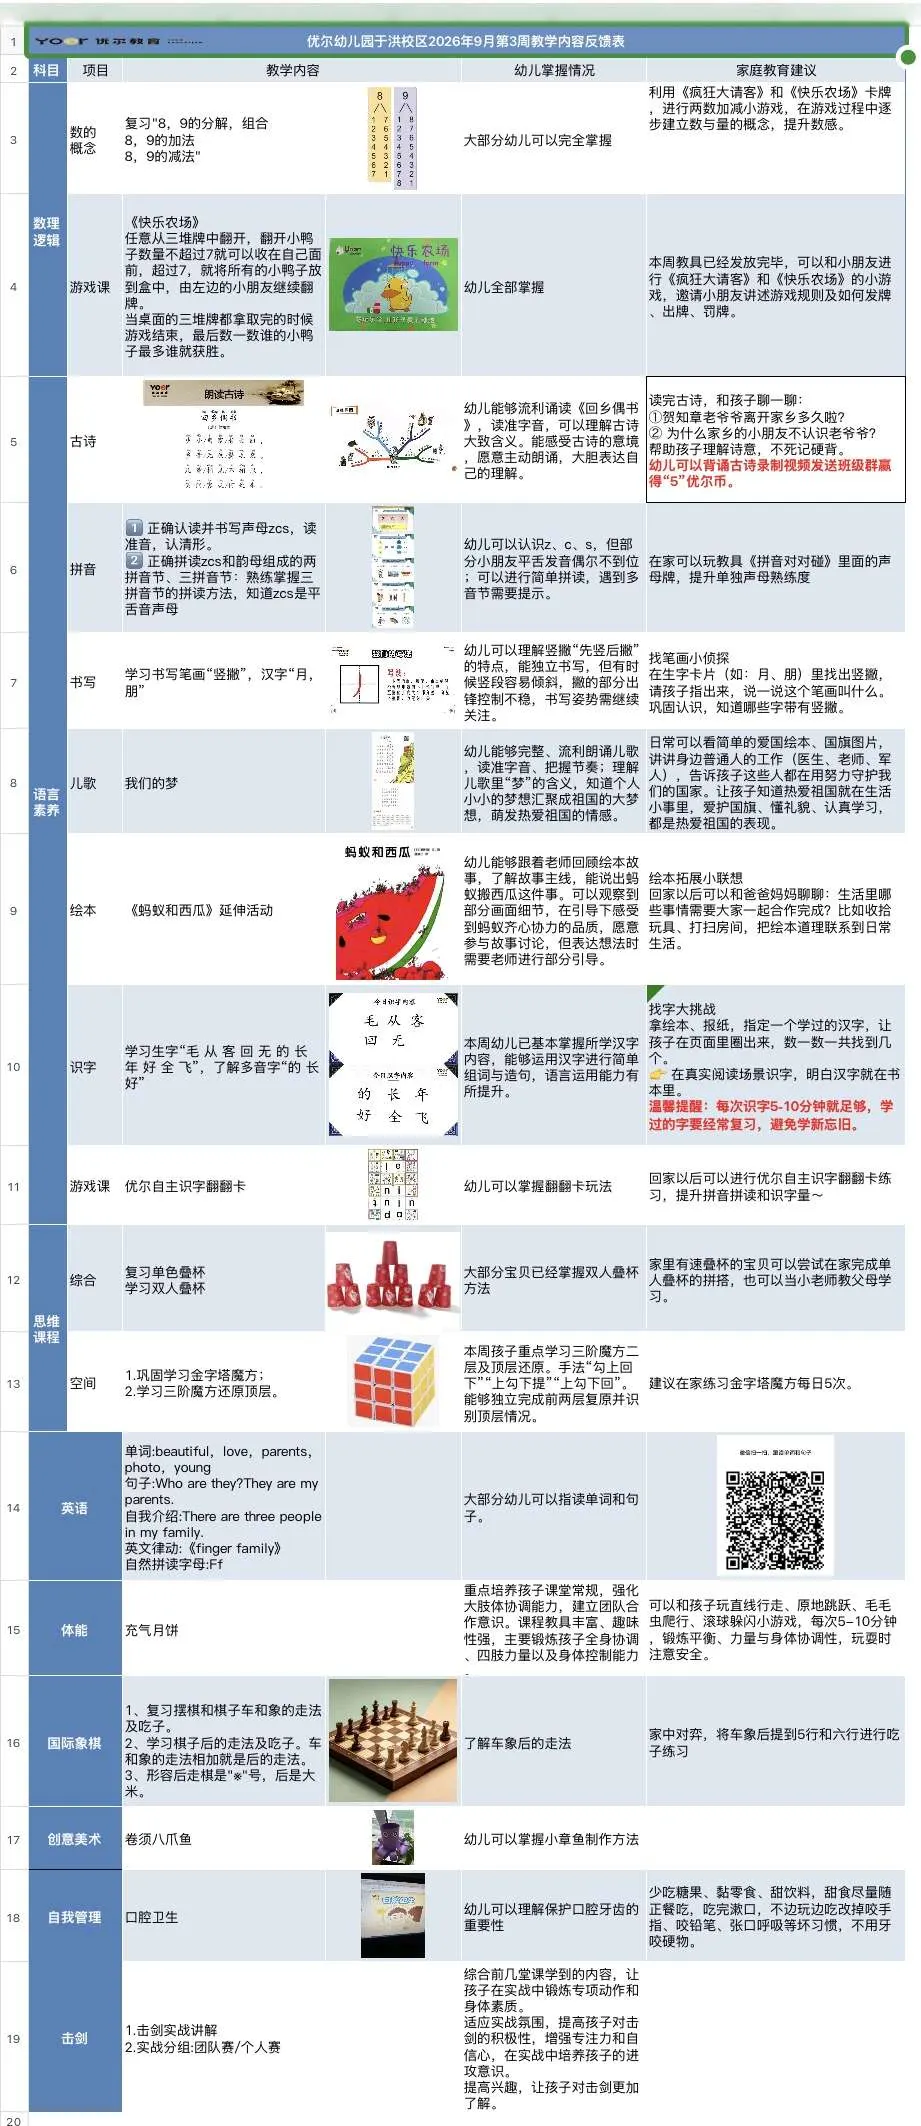 1
yoer 优尔教育
优尔幼儿园于洪校区2026年9月第3周教学内容反馈表
2
科目
项目
教学内容
幼儿掌握情况
家庭教育建议
数理
逻辑
3
数的
概念
复习"8，9的分解，组合
8，9的加法
8，9的减法"
8 9
1 7 1 8
2 6 2 7
3 5 3 6
4 4 4 5
5 3 5 4
6 2 6 3
7 1 7 2
8 1
大部分幼儿可以完全掌握
利用《疯狂大请客》和《快乐农场》卡牌
，进行两数加减小游戏，在游戏过程中逐
步建立数与量的概念，提升数感。
4
游戏课
《快乐农场》
任意从三堆牌中翻开，翻开小鸭
子数量不超过7就可以收在自己面
前，超过7，就将所有的小鸭子放
到盒中，由左边的小朋友继续翻
牌。
当桌面的三堆牌都拿取完的时候
游戏结束，最后数一数谁的小鸭
子最多谁就获胜。
快乐农场
幼儿全部掌握
本周教具已经发放完毕，可以和小朋友进
行《疯狂大请客》和《快乐农场》的小游
戏，邀请小朋友讲述游戏规则及如何发牌
、出牌、罚牌。
语言
素养
5
古诗
yoer
朗读古诗
回乡偶书
幼儿能够流利诵读《回乡偶书
》，读准字音，可以理解古诗
大致含义。能感受古诗的意境
，愿意主动朗诵，大胆表达自
己的理解。
读完古诗，和孩子聊一聊：
①贺知章老爷爷离开家乡多久啦？
② 为什么家乡的小朋友不认识老爷爷？
帮助孩子理解诗意，不死记硬背。
幼儿可以背诵古诗录制视频发送班级群赢
得“5”优尔币。
6
拼音
1 正确认读并书写声母zcs，读
准音，认清形。
2 正确拼读zcs和韵母组成的两
拼音节、三拼音节：熟练掌握三
拼音节的拼读方法，知道zcs是平
舌音声母
幼儿可以认识z、c、s，但部
分小朋友平舌发音偶尔不到位
；可以进行简单拼读，遇到多
音节需要提示。
在家可以玩教具《拼音对对碰》里面的声
母牌，提升单独声母熟练度
7
书写
学习书写笔画“竖撇”，汉字“月，
朋”
幼儿可以理解竖撇“先竖后撇”
的特点，能独立书写，但有时
候竖段容易倾斜，撇的部分出
锋控制不稳，书写姿势需继续
关注。
找笔画小侦探
在生字卡片（如：月、朋）里找出竖撇，
请孩子指出来，说一说这个笔画叫什么。
巩固认识，知道哪些字带有竖撇。
8
儿歌
我们的梦
幼儿能够完整、流利朗诵儿歌
，读准字音、把握节奏；理解
儿歌里“梦”的含义，知道个人
小小的梦想汇聚成祖国的大梦
想，萌发热爱祖国的情感。
日常可以看简单的爱国绘本、国旗图片，
讲讲身边普通人的工作（医生、老师、军
人），告诉孩子这些人都在用努力守护我
们的国家。让孩子知道热爱祖国就在生活
小事里，爱护国旗、懂礼貌、认真学习，
都是热爱祖国的表现。
9
绘本
《蚂蚁和西瓜》延伸活动
蚂蚁和西瓜
幼儿能够跟着老师回顾绘本故
事，了解故事主线，能说出蚂
蚁搬西瓜这件事。可以观察到
部分画面细节，在引导下感受
到蚂蚁齐心协力的品质，愿意
参与故事讨论，但表达想法时
需要老师进行部分引导。
绘本拓展小联想
回家以后可以和爸爸妈妈聊聊：生活里哪
些事情需要大家一起合作完成？比如收拾
玩具、打扫房间，把绘本道理联系到日常
生活。
10
识字
学习生字“毛 从 客 回 无 的 长
年 好 全 飞”，了解多音字“的 长
好”
今日识字内容
毛 从 客
回 无
今日识字内容
的 长 年
好 全 飞
本周幼儿已基本掌握所学汉字
内容，能够运用汉字进行简单
组词与造句，语言运用能力有
所提升。
找字大挑战
拿绘本、报纸，指定一个学过的汉字，让
孩子在页面里圈出来，数一数一共找到几
个。
👉 在真实阅读场景识字，明白汉字就在书
本里。
温馨提醒：每次识字5-10分钟就足够，学
过的字要经常复习，避免学新忘旧。
11
游戏课
优尔自主识字翻翻卡
幼儿可以掌握翻翻卡玩法
回家以后可以进行优尔自主识字翻翻卡练
习，提升拼音拼读和识字量～
思维
课程
12
综合
复习单色叠杯
学习双人叠杯
大部分宝贝已经掌握双人叠杯
方法
家里有速叠杯的宝贝可以尝试在家完成单
人叠杯的拼搭，也可以当小老师教父母学
习。
13
空间
1.巩固学习金字塔魔方；
2.学习三阶魔方还原顶层。
本周孩子重点学习三阶魔方二
层及顶层还原。手法“勾上回
下”“上勾下提”“上勾下回”。
能够独立完成前两层复原并识
别顶层情况。
建议在家练习金字塔魔方每日5次。
14
英语
单词:beautiful，love，parents，
photo，young
句子:Who are they?They are my
parents.
自我介绍:There are three people
in my family.
英文律动:《finger family》
自然拼读字母:Ff
大部分幼儿可以指读单词和句
子。
微信扫一扫，跟读单词和句子
15
体能
充气月饼
重点培养孩子课堂常规，强化
大肢体协调能力，建立团队合
作意识。课程教具丰富、趣味
性强，主要锻炼孩子全身协调
、四肢力量以及身体控制能力
。
可以和孩子玩直线行走、原地跳跃、毛毛
虫爬行、滚球躲闪小游戏，每次5–10分钟
，锻炼平衡、力量与身体协调性，玩耍时
注意安全。
16
国际象棋
1、复习摆棋和棋子车和象的走法
及吃子。
2、学习棋子后的走法及吃子。车
和象的走法相加就是后的走法。
3、形容后走棋是"※"号，后是大
米。
了解车象后的走法
家中对弈，将车象后提到5行和六行进行吃
子练习
17
创意美术
卷须八爪鱼
幼儿可以掌握小章鱼制作方法
18
自我管理
口腔卫生
幼儿可以理解保护口腔牙齿的
重要性
少吃糖果、黏零食、甜饮料，甜食尽量随
正餐吃，吃完漱口，不边玩边吃改掉咬手
指、咬铅笔、张口呼吸等坏习惯，不用牙
咬硬物。
19
击剑
1.击剑实战讲解
2.实战分组:团队赛/个人赛
综合前几堂课学到的内容，让
孩子在实战中锻炼专项动作和
身体素质。
适应实战氛围，提高孩子对击
剑的积极性，增强专注力和自
信心，在实战中培养孩子的进
攻意识。
提高兴趣，让孩子对击剑更加
了解。
20